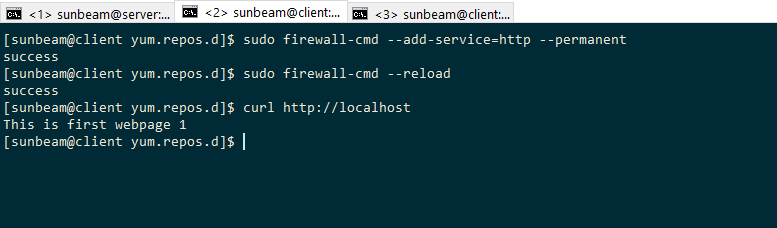 <1> sunbeam@server:... <2> sunbeam@client:... <3> sunbeam@client:...
[sunbeam@client yum.repos.d]$ sudo firewall-cmd --add-service=http --permanent
success
[sunbeam@client yum.repos.d]$ sudo firewall-cmd --reload
success
[sunbeam@client yum.repos.d]$ curl http://localhost
This is first webpage 1
[sunbeam@client yum.repos.d]$